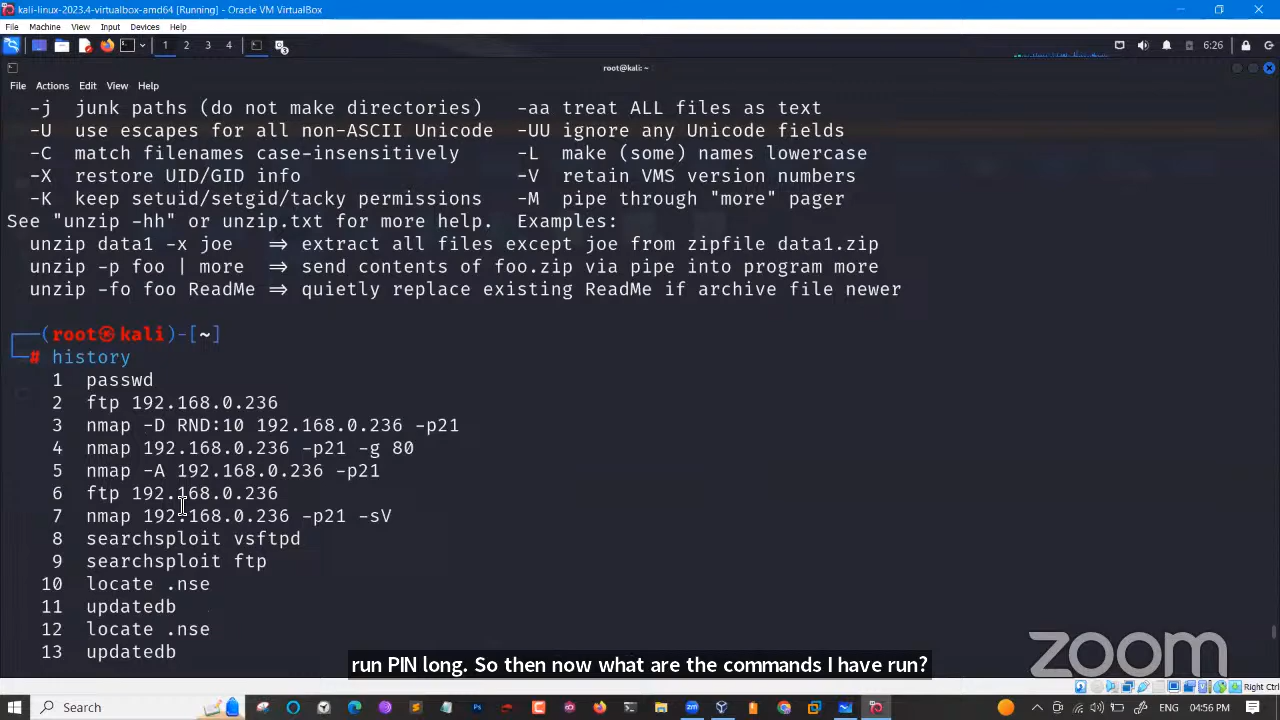 kali-linux-2023.4-virtualbox-amd64 [Running] - Oracle VM VirtualBox
File Machine View Input Devices Help
1 2 3 4 6:26
root@kali: ~
File Actions Edit View Help
-j junk paths (do not make directories) -aa treat ALL files as text
-U use escapes for all non-ASCII Unicode -UU ignore any Unicode fields
-C match filenames case-insensitively -L make (some) names lowercase
-X restore UID/GID info -V retain VMS version numbers
-K keep setuid/setgid/tacky permissions -M pipe through "more" pager
See "unzip -hh" or unzip.txt for more help. Examples:
unzip data1 -x joe => extract all files except joe from zipfile data1.zip
unzip -p foo | more => send contents of foo.zip via pipe into program more
unzip -fo foo ReadMe => quietly replace existing ReadMe if archive file newer
┌──(root㉿kali)-[~]
└─# history
1 passwd
2 ftp 192.168.0.236
3 nmap -D RND:10 192.168.0.236 -p21
4 nmap 192.168.0.236 -p21 -g 80
5 nmap -A 192.168.0.236 -p21
6 ftp 192.168.0.236
7 nmap 192.168.0.236 -p21 -sV
8 searchsploit vsftpd
9 searchsploit ftp
10 locate .nse
11 updatedb
12 locate .nse
13 updatedb
run PIN long. So then now what are the commands I have run?
zoom
Right Ctrl
Search
04:56 PM